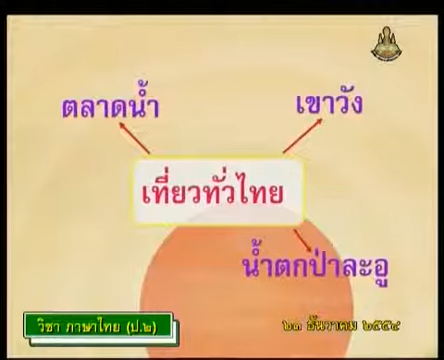 ตลาดน้ำ
เขาวัง
เที่ยวทั่วไทย
น้ำตกป่าละอู
วิชา ภาษาไทย (ป.๒)
๒๓ ธันวาคม ๒๕๕๔